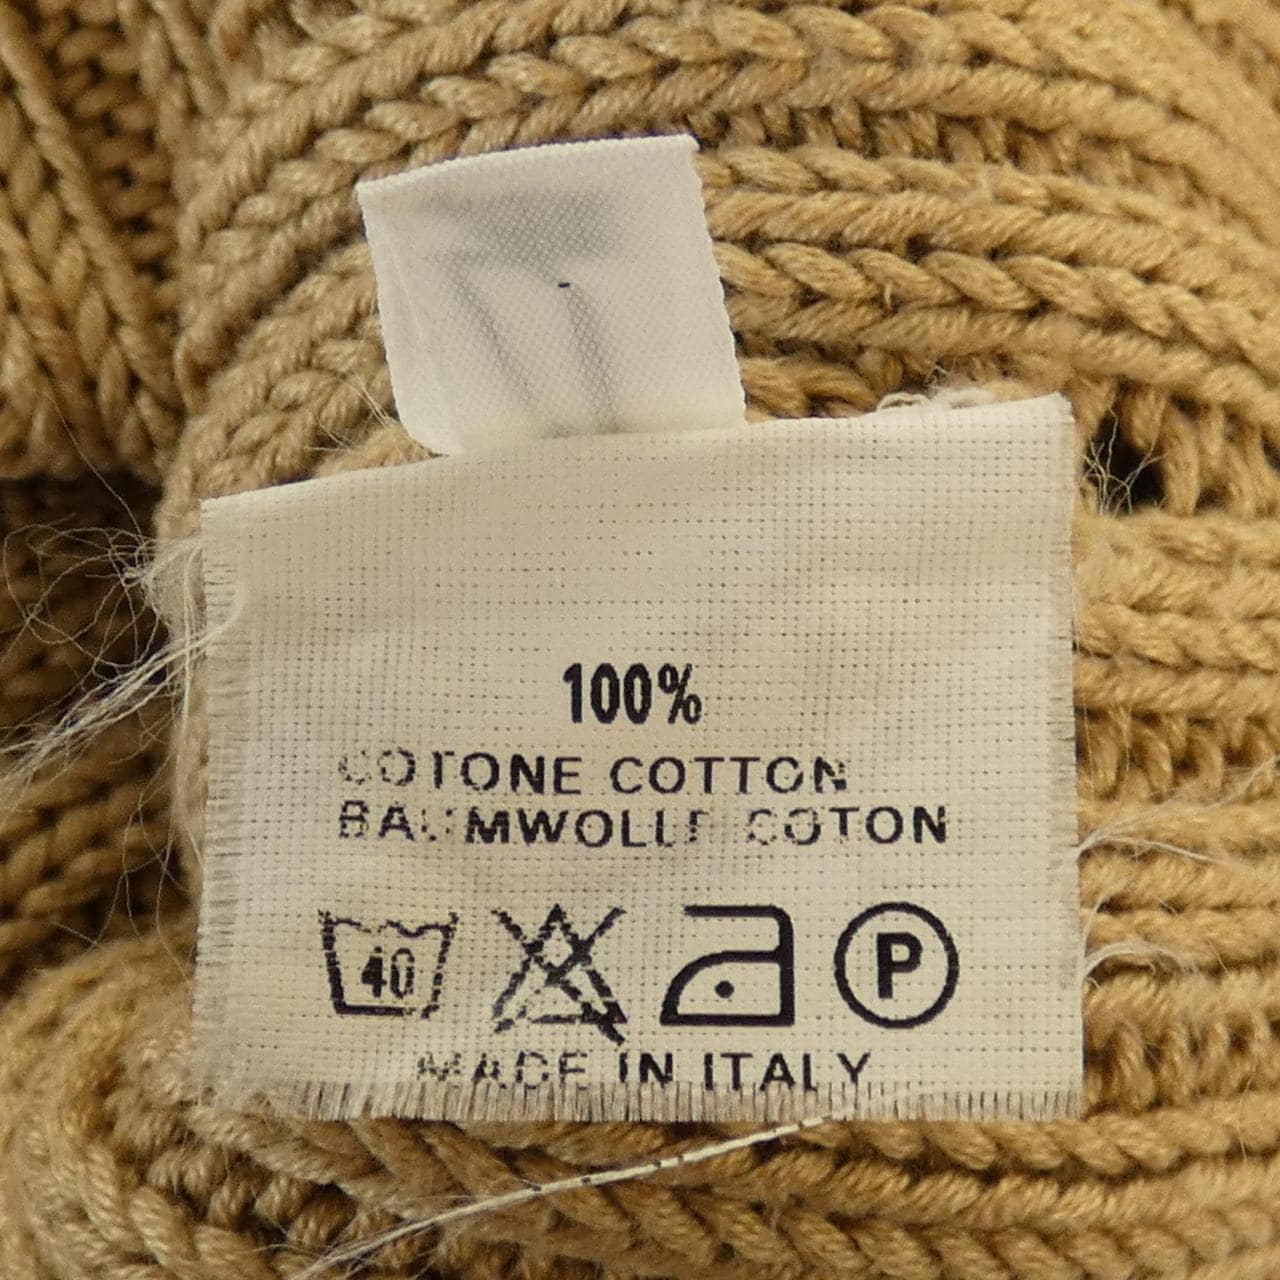 100%
COTONE COTTON
BAUMWOLLE COTON
40
P
MADE IN ITALY